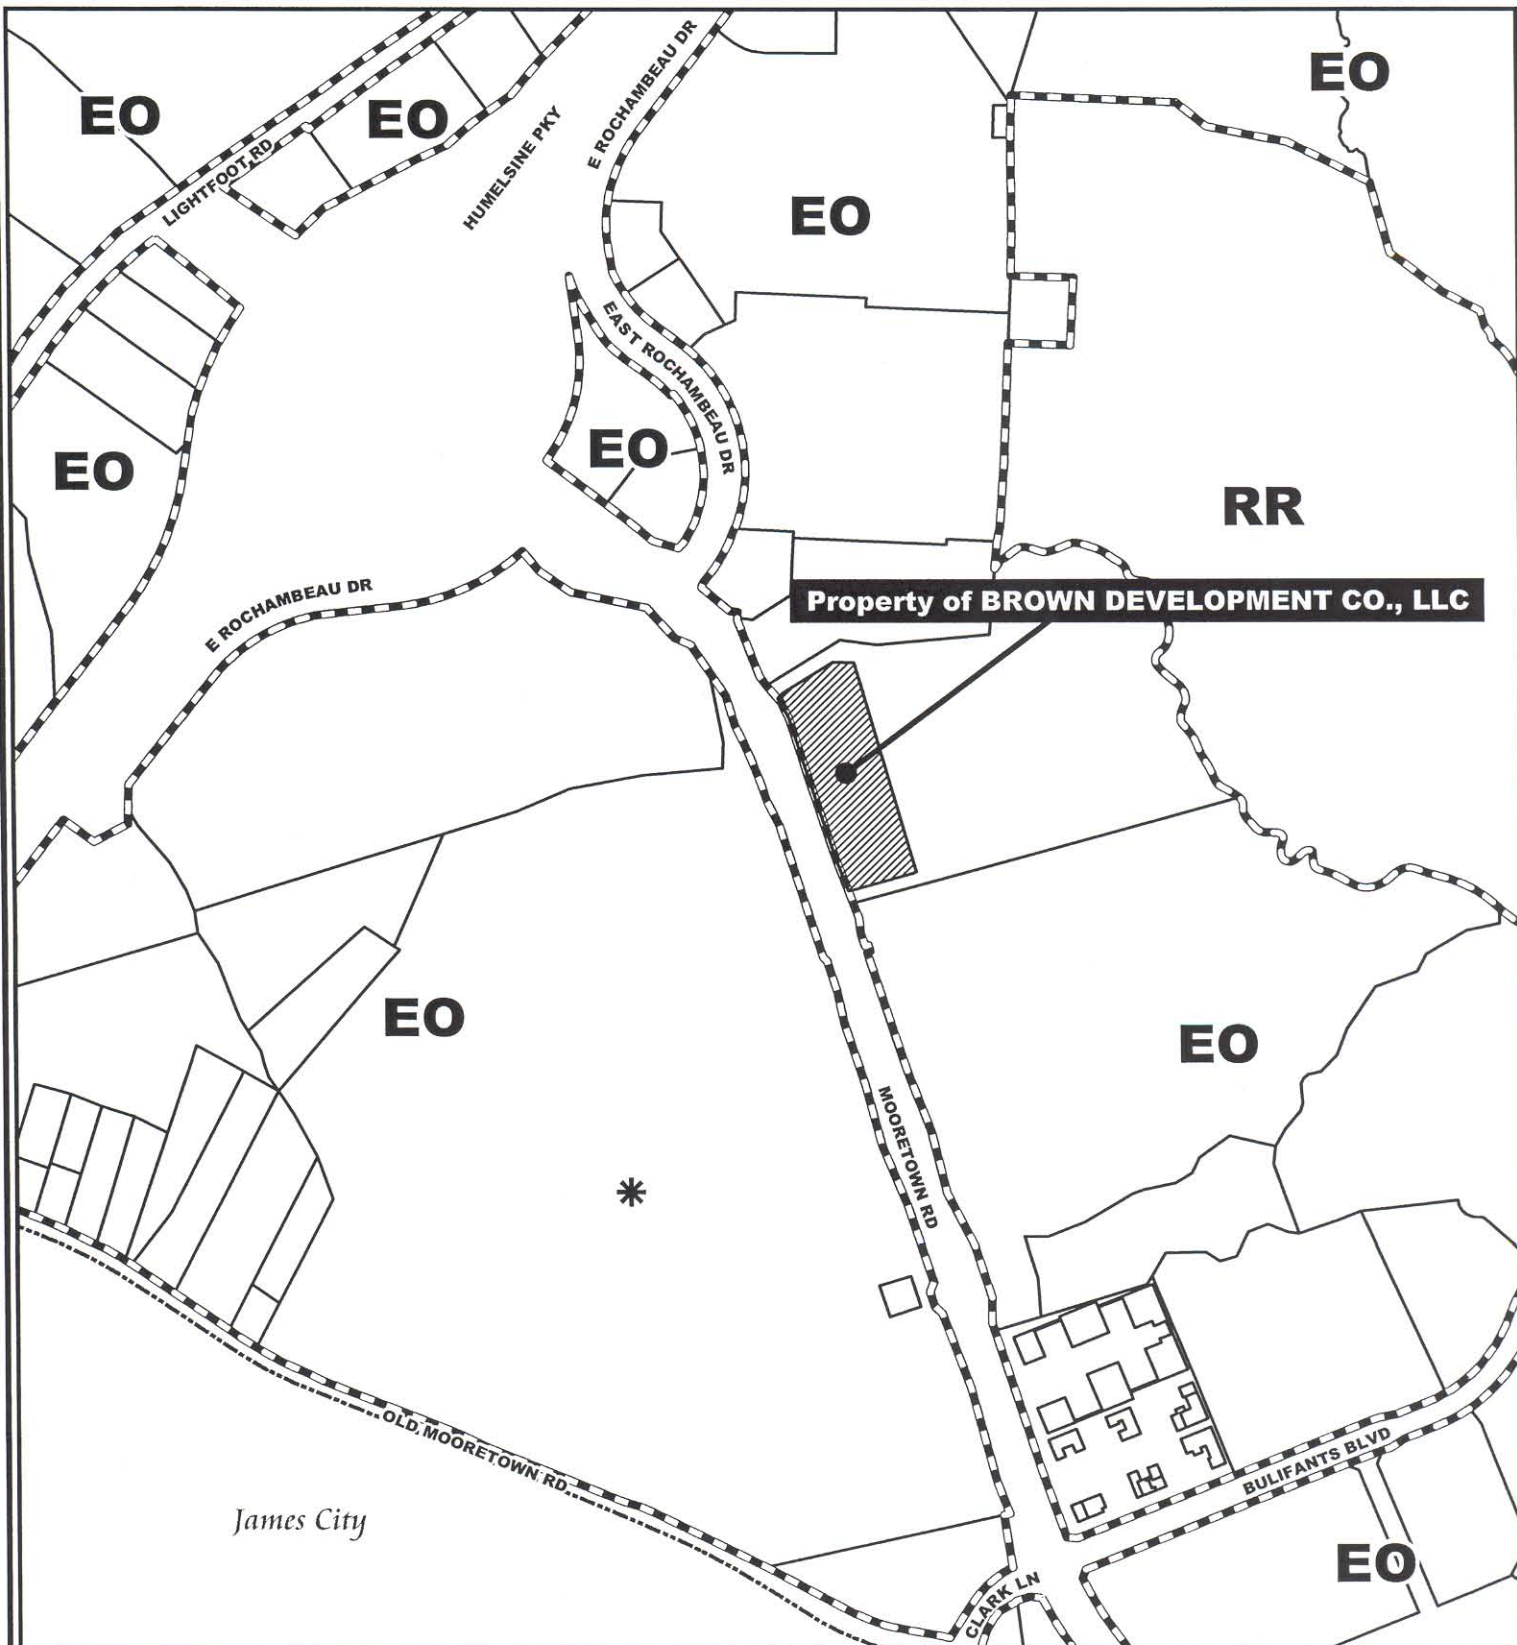 EO
EO
EO
LIGHTFOOT RD
HUMELSINE PKY
E ROCHAMBEAU DR
EO
EAST ROCHAMBEAU DR
EO
EO
RR
E ROCHAMBEAU DR
Property of BROWN DEVELOPMENT CO., LLC
EO
EO
MOORETOWN RD
*
OLD MOORETOWN RD
BULIFANTS BLVD
James City
EO
CLARK LN